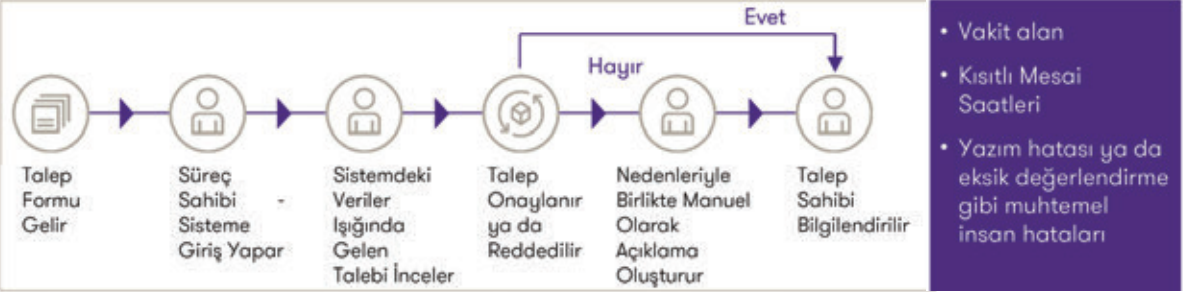 Evet
Hayır
Talep
Formu
Gelir
Süreç
Sahibi -
Sisteme
Giriş Yapar
Sistemdeki
Veriler
Işığında
Gelen
Talebi İnceler
Talep
Onaylanır
ya da
Reddedilir
Nedenleriyle
Birlikte Manuel
Olarak
Açıklama
Oluşturur
Talep
Sahibi
Bilgilendirilir
• Vakit alan
• Kısıtlı Mesai
Saatleri
• Yazım hatası ya da
eksik değerlendirme
gibi muhtemel
insan hataları